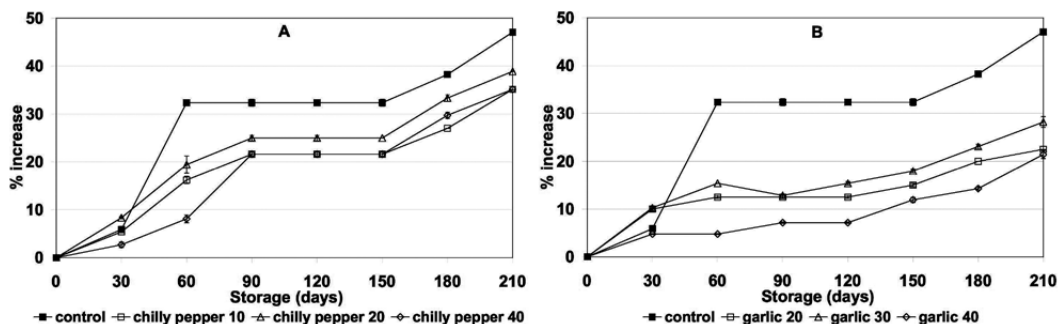 A
% increase
50
40
30
20
10
0
0 30 60 90 120 150 180 210
Storage (days)
control chilly pepper 10 chilly pepper 20 chilly pepper 40
B
% increase
50
40
30
20
10
0
0 30 60 90 120 150 180 210
Storage (days)
control garlic 20 garlic 30 garlic 40